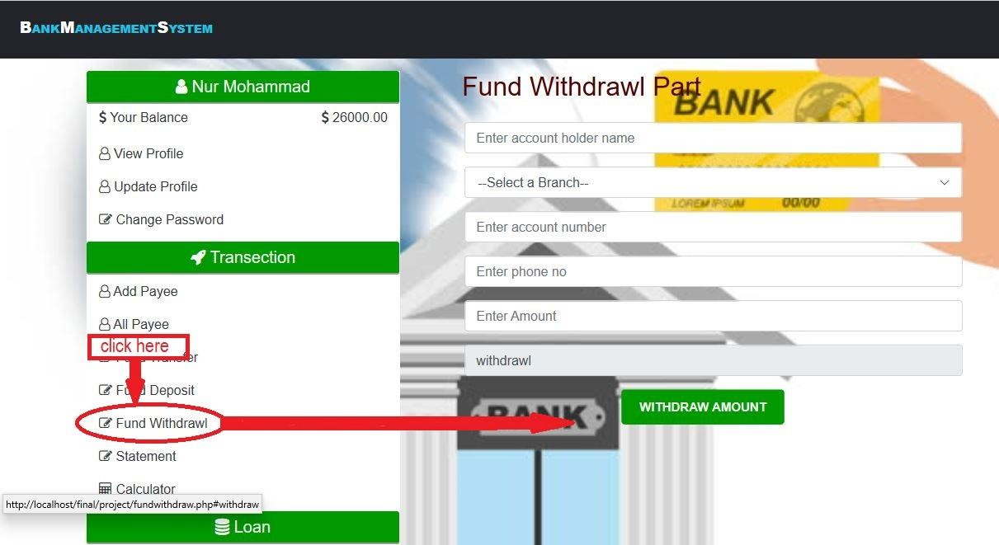 BankManagementSystem
Nur Mohammad
$ Your Balance $ 26000.00
View Profile
Update Profile
Change Password
Transection
Add Payee
All Payee
click here
Fund Transfer
Fund Deposit
Fund Withdrawl
Statement
Calculator
http://localhost/final/project/fundwithdraw.php#withdraw
Loan
Fund Withdrawl Part
BANK
Enter account holder name
--Select a Branch--
LOREM IPSUM 00/00
Enter account number
Enter phone no
Enter Amount
withdrawl
BANK
WITHDRAW AMOUNT